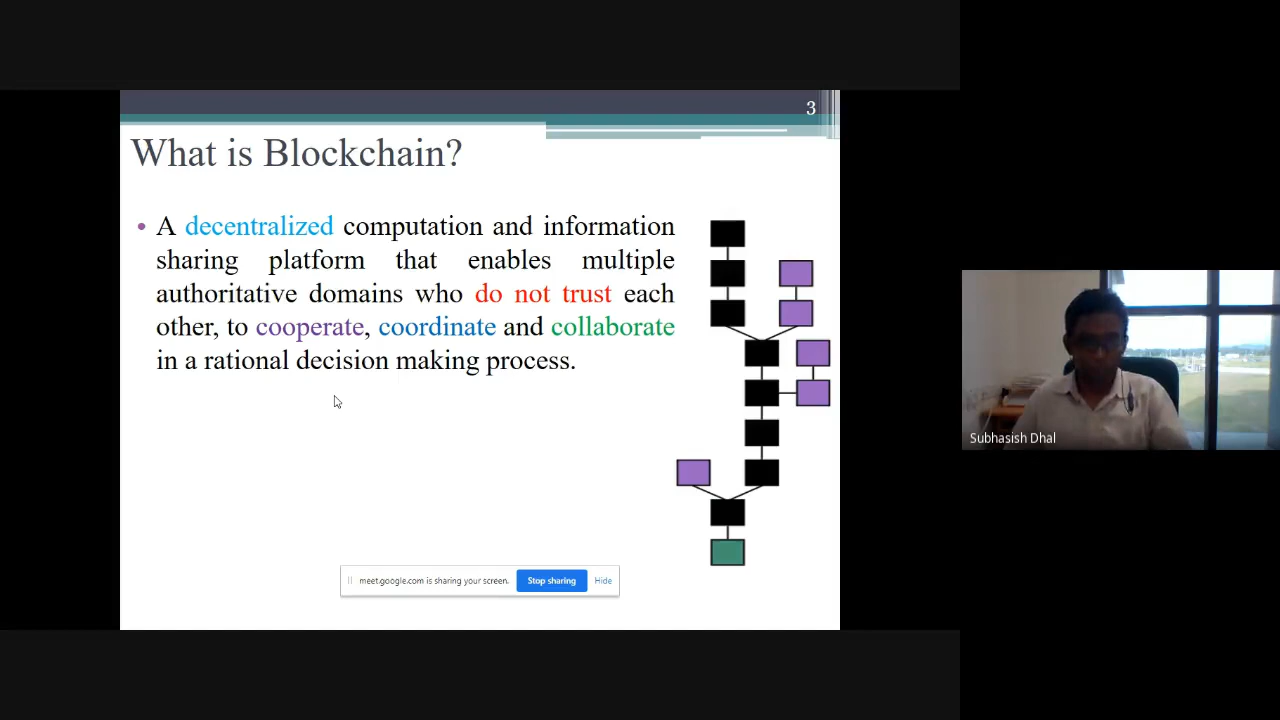 3
What is Blockchain?
• A decentralized computation and information
sharing platform that enables multiple
authoritative domains who do not trust each
other, to cooperate, coordinate and collaborate
in a rational decision making process.
Subhasish Dhal
meet.google.com is sharing your screen. Stop sharing Hide